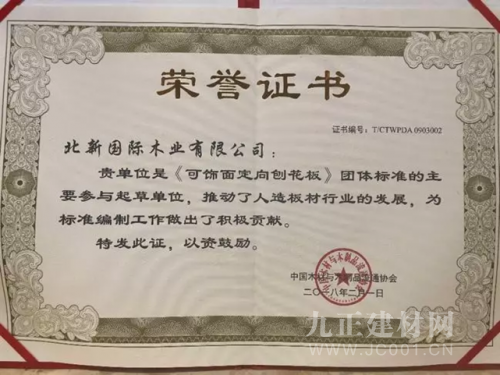 荣誉证书
证书编号：T/CTWPDA 0903002
北新国际木业有限公司：
贵单位是《可饰面定向刨花板》团体标准的主
要参与起草单位，推动了人造板材行业的发展，为
标准编制工作做出了积极贡献。
特发此证，以资鼓励。
中国木材与木制品流通协会
二〇一八年二月一日
九正建材网
WWW.JC001.CN